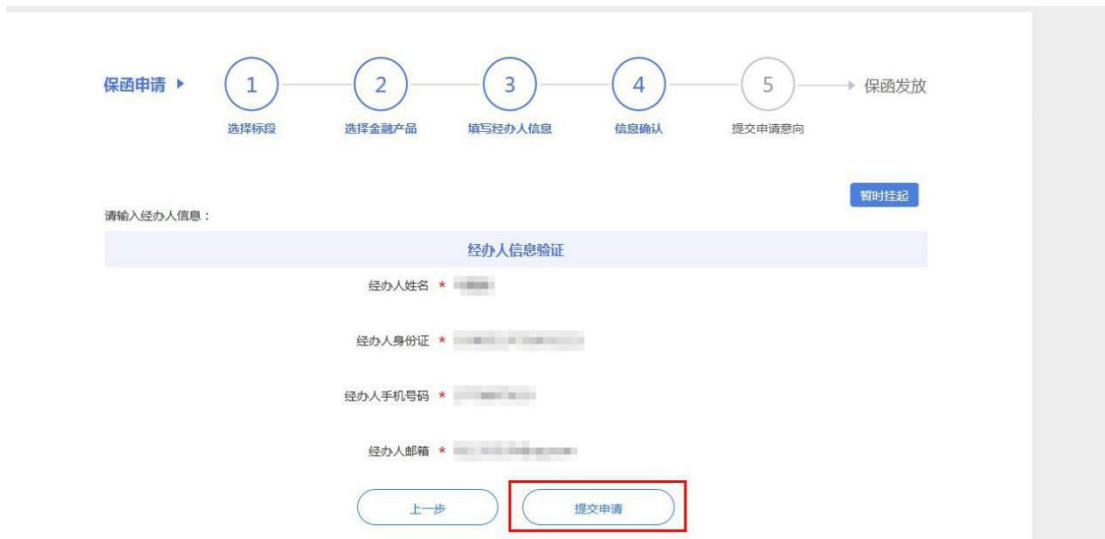 保函申请 1 2 3 4 5 保函发放
选择标段 选择金融产品 填写经办人信息 信息确认 提交申请意向
暂时挂起
请输入经办人信息：
经办人信息验证
经办人姓名 *
经办人身份证 *
经办人手机号码 *
经办人邮箱 *
上一步 提交申请